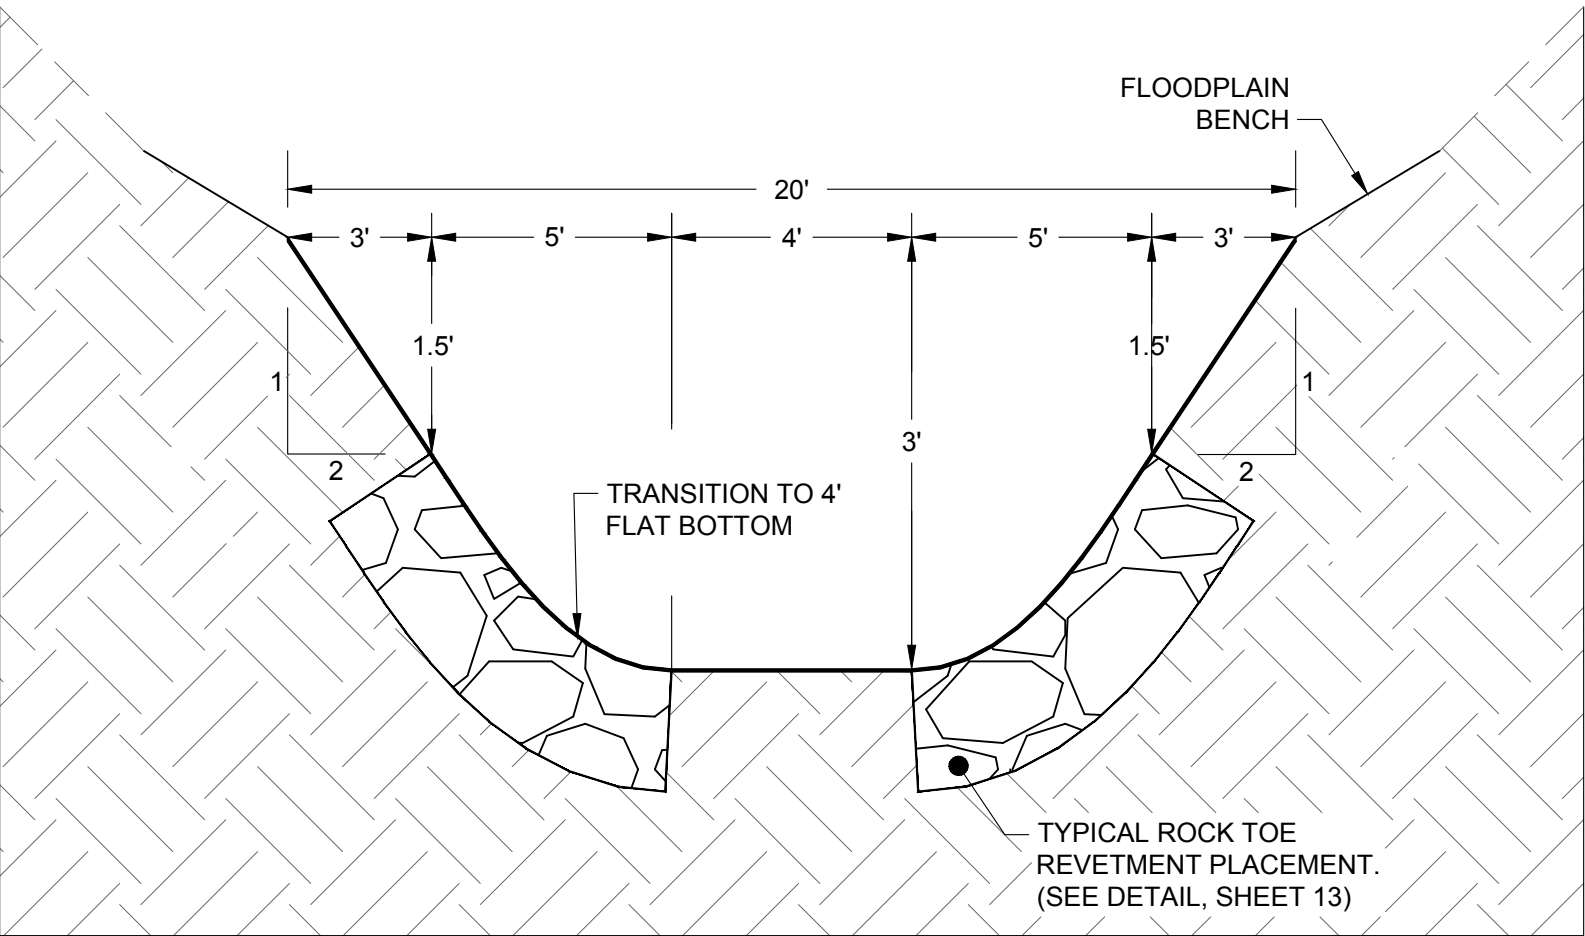 FLOODPLAIN
BENCH
20'
3'
5'
4'
5'
3'
1.5'
1.5'
1
1
3'
2
2
TRANSITION TO 4'
FLAT BOTTOM
TYPICAL ROCK TOE
REVETMENT PLACEMENT.
(SEE DETAIL, SHEET 13)